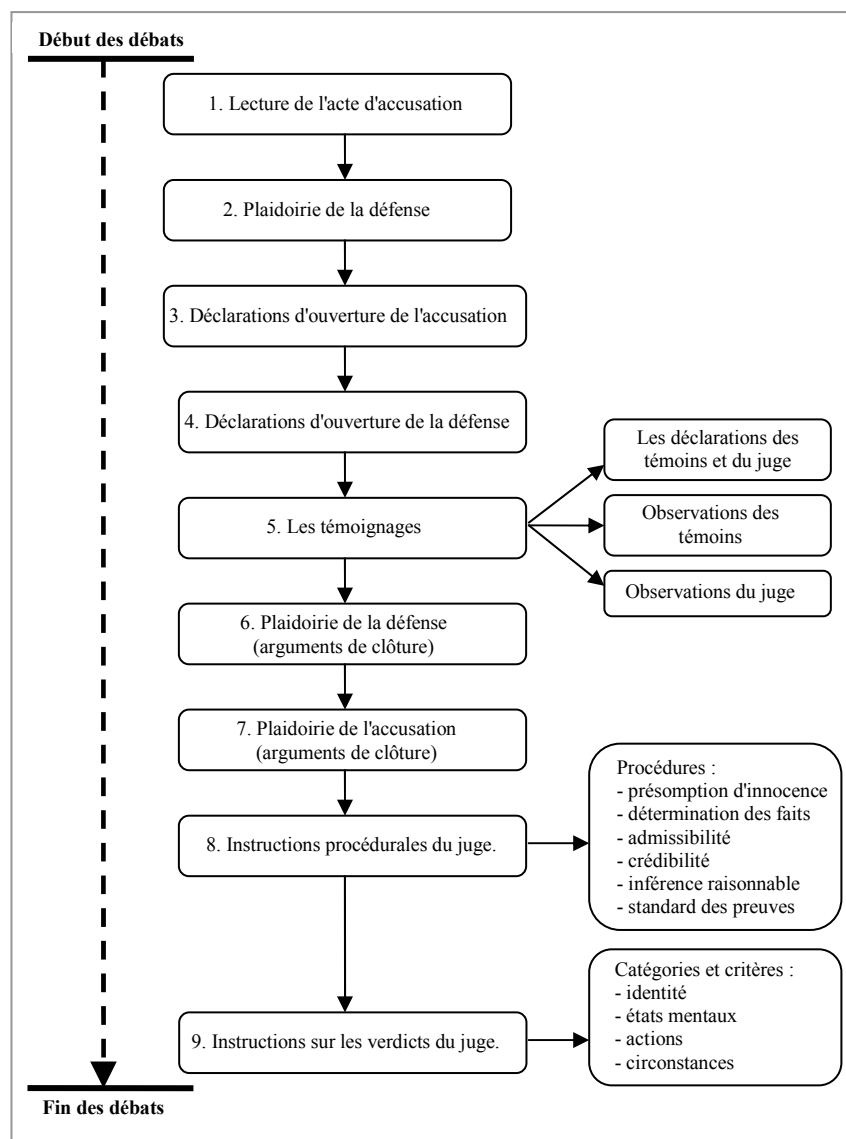 Début des débats
1. Lecture de l'acte d'accusation
2. Plaidoirie de la défense
3. Déclarations d'ouverture de l'accusation
4. Déclarations d'ouverture de la défense
Les déclarations des
témoins et du juge
5. Les témoignages
Observations des
témoins
Observations du juge
6. Plaidoirie de la défense
(arguments de clôture)
7. Plaidoirie de l'accusation
(arguments de clôture)
8. Instructions procédurales du juge.
Procédures :
- présomption d'innocence
- détermination des faits
- admissibilité
- crédibilité
- inférence raisonnable
- standard des preuves
9. Instructions sur les verdicts du juge.
Catégories et critères :
- identité
- états mentaux
- actions
- circonstances
Fin des débats